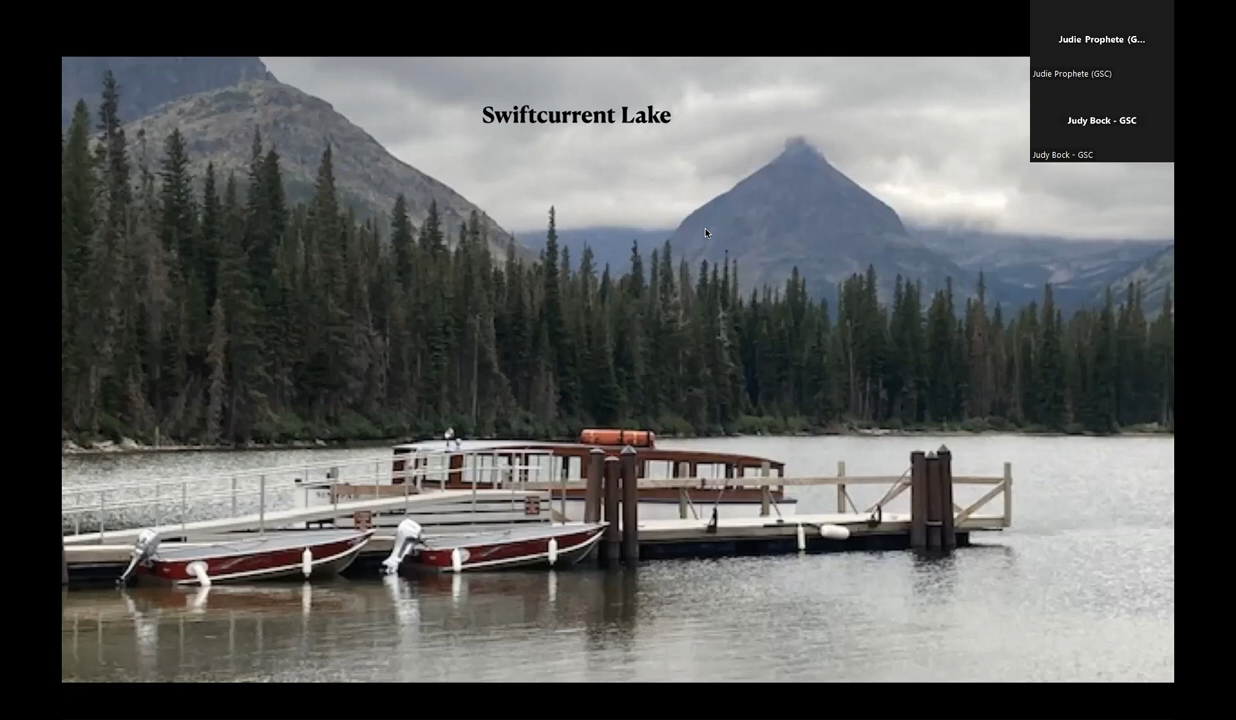 Swiftcurrent Lake
Judie Prophete (G...
Judie Prophete (GSC)
Judy Bock - GSC
Judy Bock - GSC